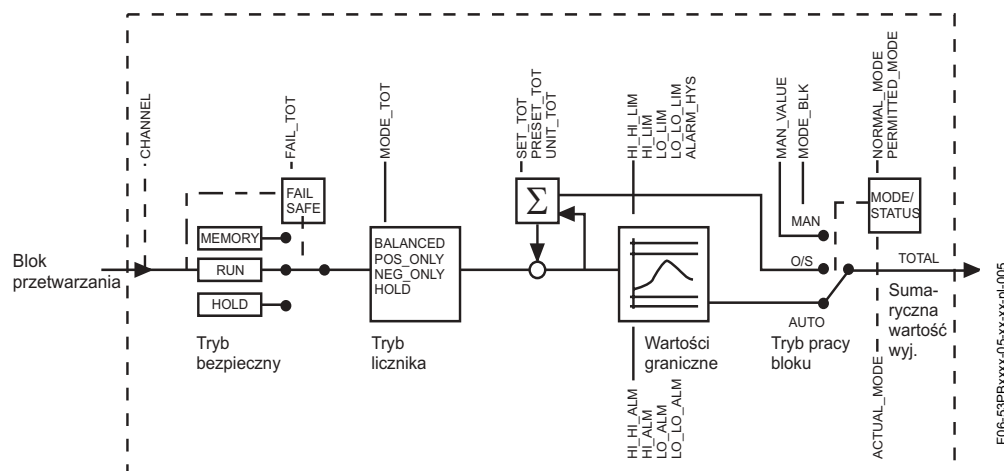 CHANNEL
FAIL_TOT
MODE_TOT
SET_TOT
PRESET_TOT
UNIT_TOT
HI_HI_LIM
HI_LIM
LO_LIM
LO_LO_LIM
ALARM_HYS
MAN_VALUE
MODE_BLK
NORMAL_MODE
PERMITTED_MODE
FAIL
SAFE
Σ
MODE/
STATUS
MEMORY
RUN
HOLD
Blok
przetwarzania
BALANCED
POS_ONLY
NEG_ONLY
HOLD
MAN
O/S
AUTO
TOTAL
Tryb
bezpieczny
Tryb
licznika
Wartości
graniczne
Tryb pracy
bloku
Suma-
ryczna
wartość
wyj.
HI_HI_ALM
HI_ALM
LO_ALM
LO_LO_ALM
ACTUAL_MODE
F06-53PBxxxx-05-xx-xx-pl-005